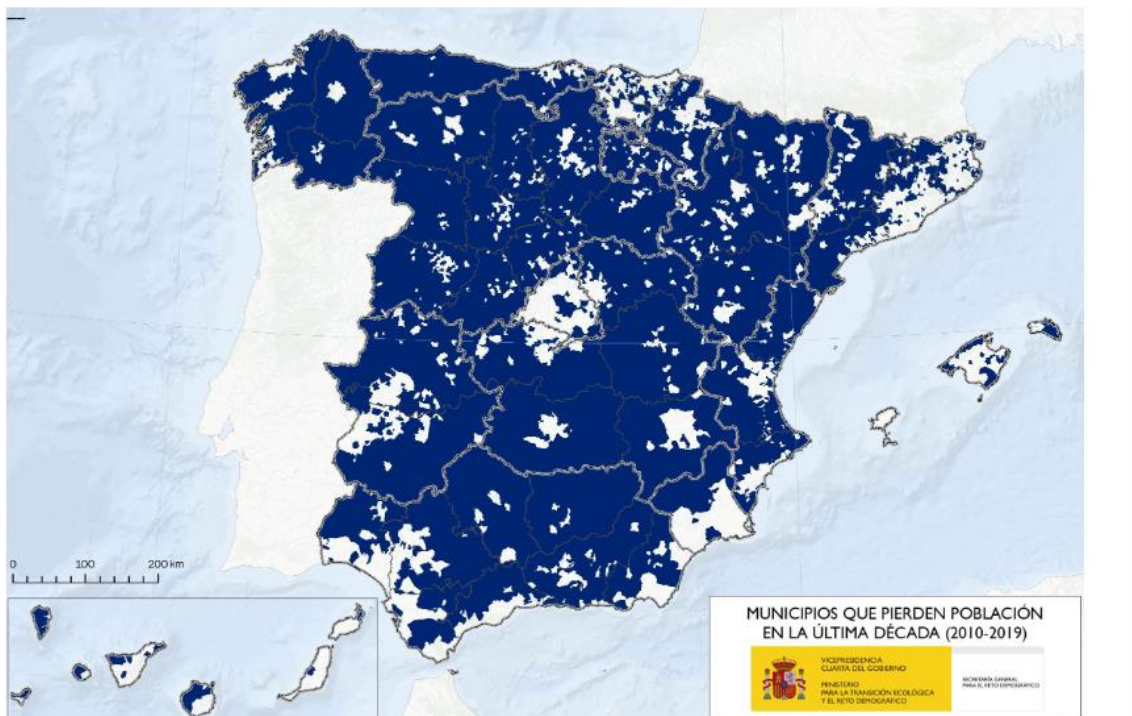 0 100 200 km
MUNICIPIOS QUE PIERDEN POBLACIÓN
EN LA ÚLTIMA DÉCADA (2010-2019)
VICEPRESIDENCIA
CUARTA DEL GOBIERNO
MINISTERIO
PARA LA TRANSICIÓN ECOLÓGICA
Y EL RETO DEMOGRÁFICO
SECRETARÍA GENERAL
PARA EL RETO DEMOGRÁFICO